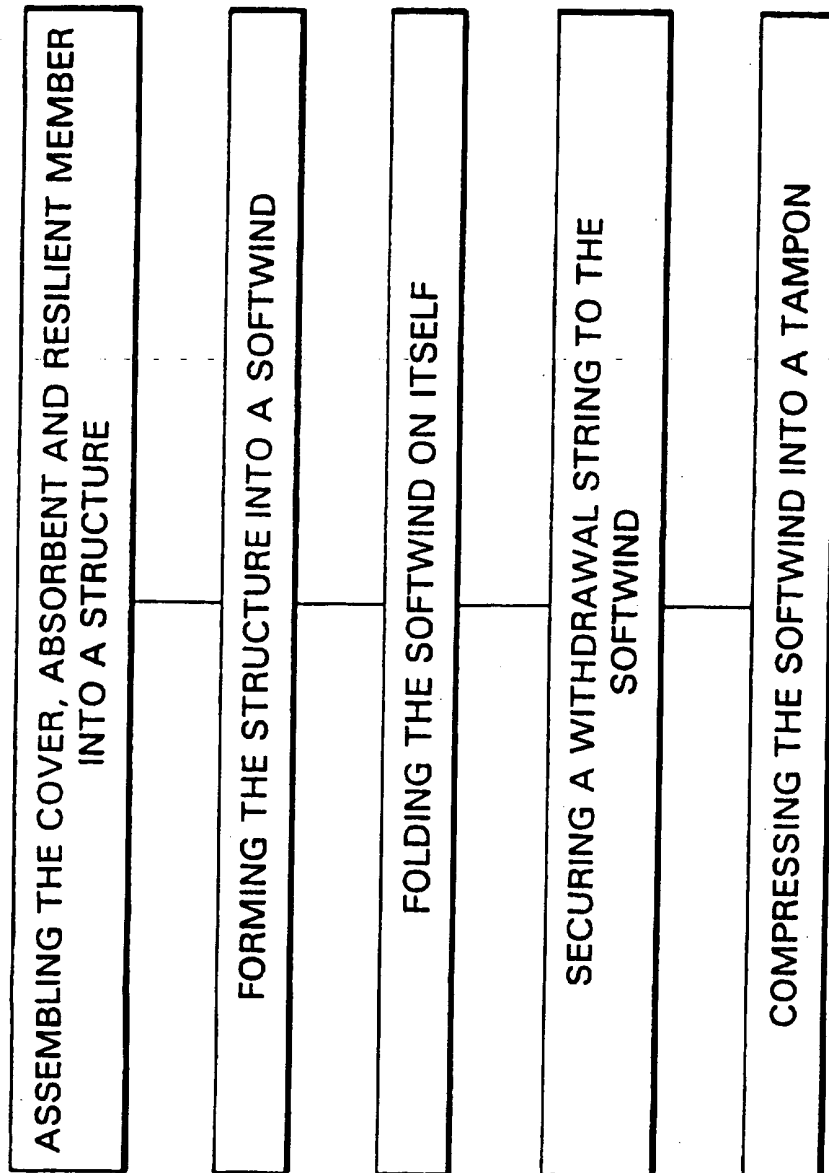 ASSEMBLING THE COVER, ABSORBENT AND RESILIENT MEMBER
INTO A STRUCTURE
FORMING THE STRUCTURE INTO A SOFTWIND
FOLDING THE SOFTWIND ON ITSELF
SECURING A WITHDRAWAL STRING TO THE
SOFTWIND
COMPRESSING THE SOFTWIND INTO A TAMPON